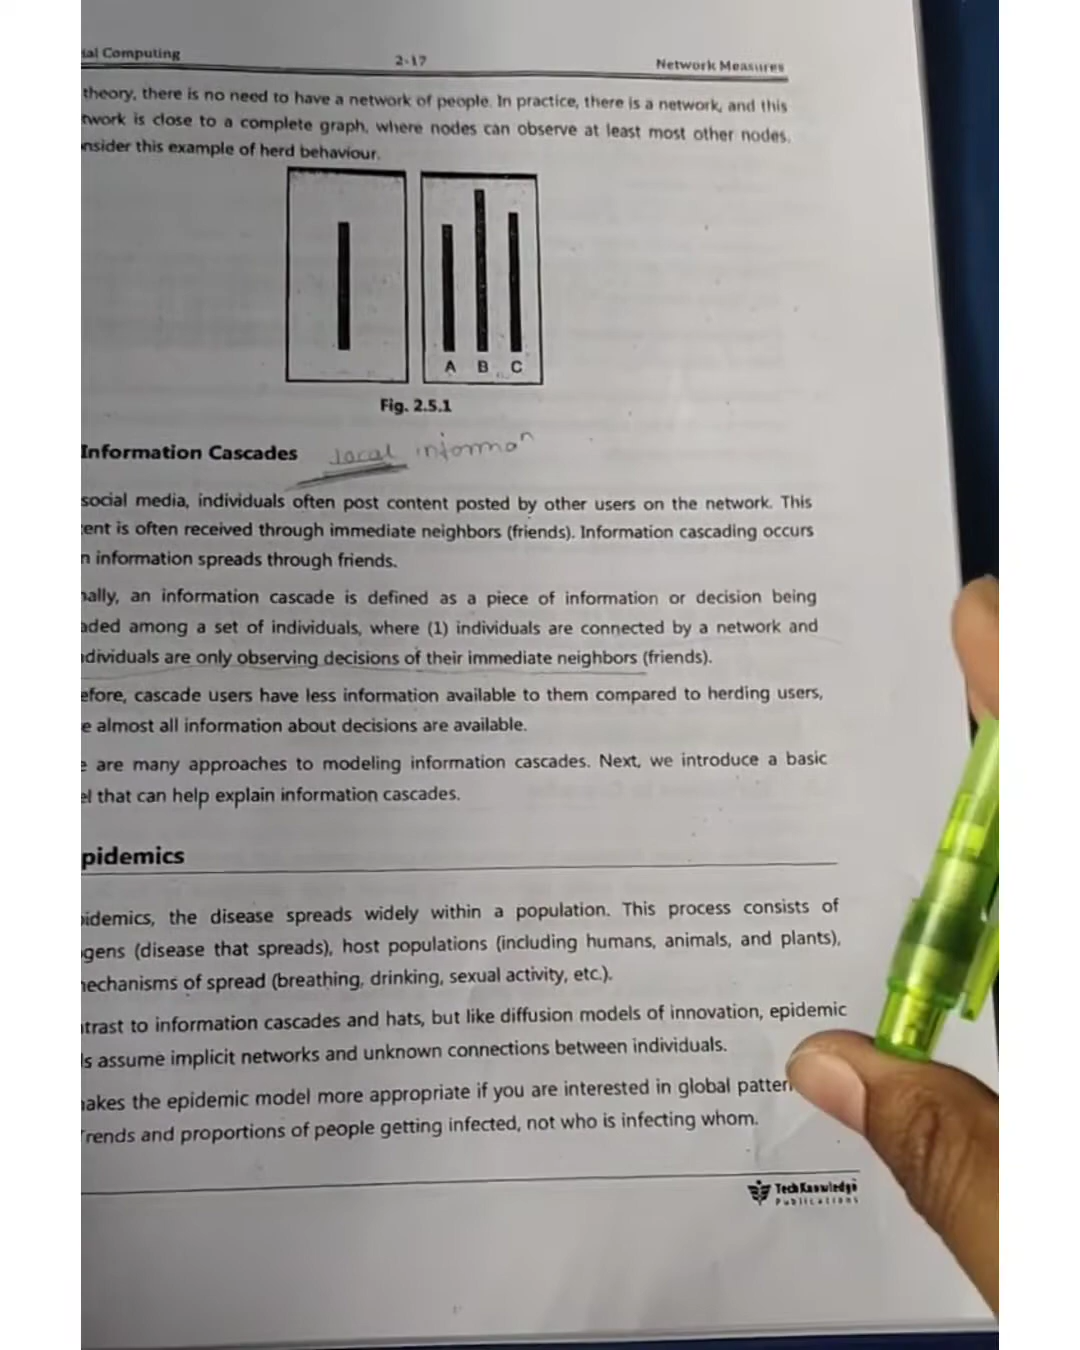 ial Computing 2-17 Network Measures
theory, there is no need to have a network of people. In practice, there is a network, and this
twork is close to a complete graph, where nodes can observe at least most other nodes.
nsider this example of herd behaviour.
A B C
Fig. 2.5.1
Information Cascades local informaⁿ
social media, individuals often post content posted by other users on the network. This
ent is often received through immediate neighbors (friends). Information cascading occurs
n information spreads through friends.
nally, an information cascade is defined as a piece of information or decision being
aded among a set of individuals, where (1) individuals are connected by a network and
dividuals are only observing decisions of their immediate neighbors (friends).
efore, cascade users have less information available to them compared to herding users,
e almost all information about decisions are available.
e are many approaches to modeling information cascades. Next, we introduce a basic
el that can help explain information cascades.
pidemics
idemics, the disease spreads widely within a population. This process consists of
gens (disease that spreads), host populations (including humans, animals, and plants),
nechanisms of spread (breathing, drinking, sexual activity, etc.).
trast to information cascades and hats, but like diffusion models of innovation, epidemic
ls assume implicit networks and unknown connections between individuals.
akes the epidemic model more appropriate if you are interested in global pattern
Trends and proportions of people getting infected, not who is infecting whom.
TechKnowledge
Publications